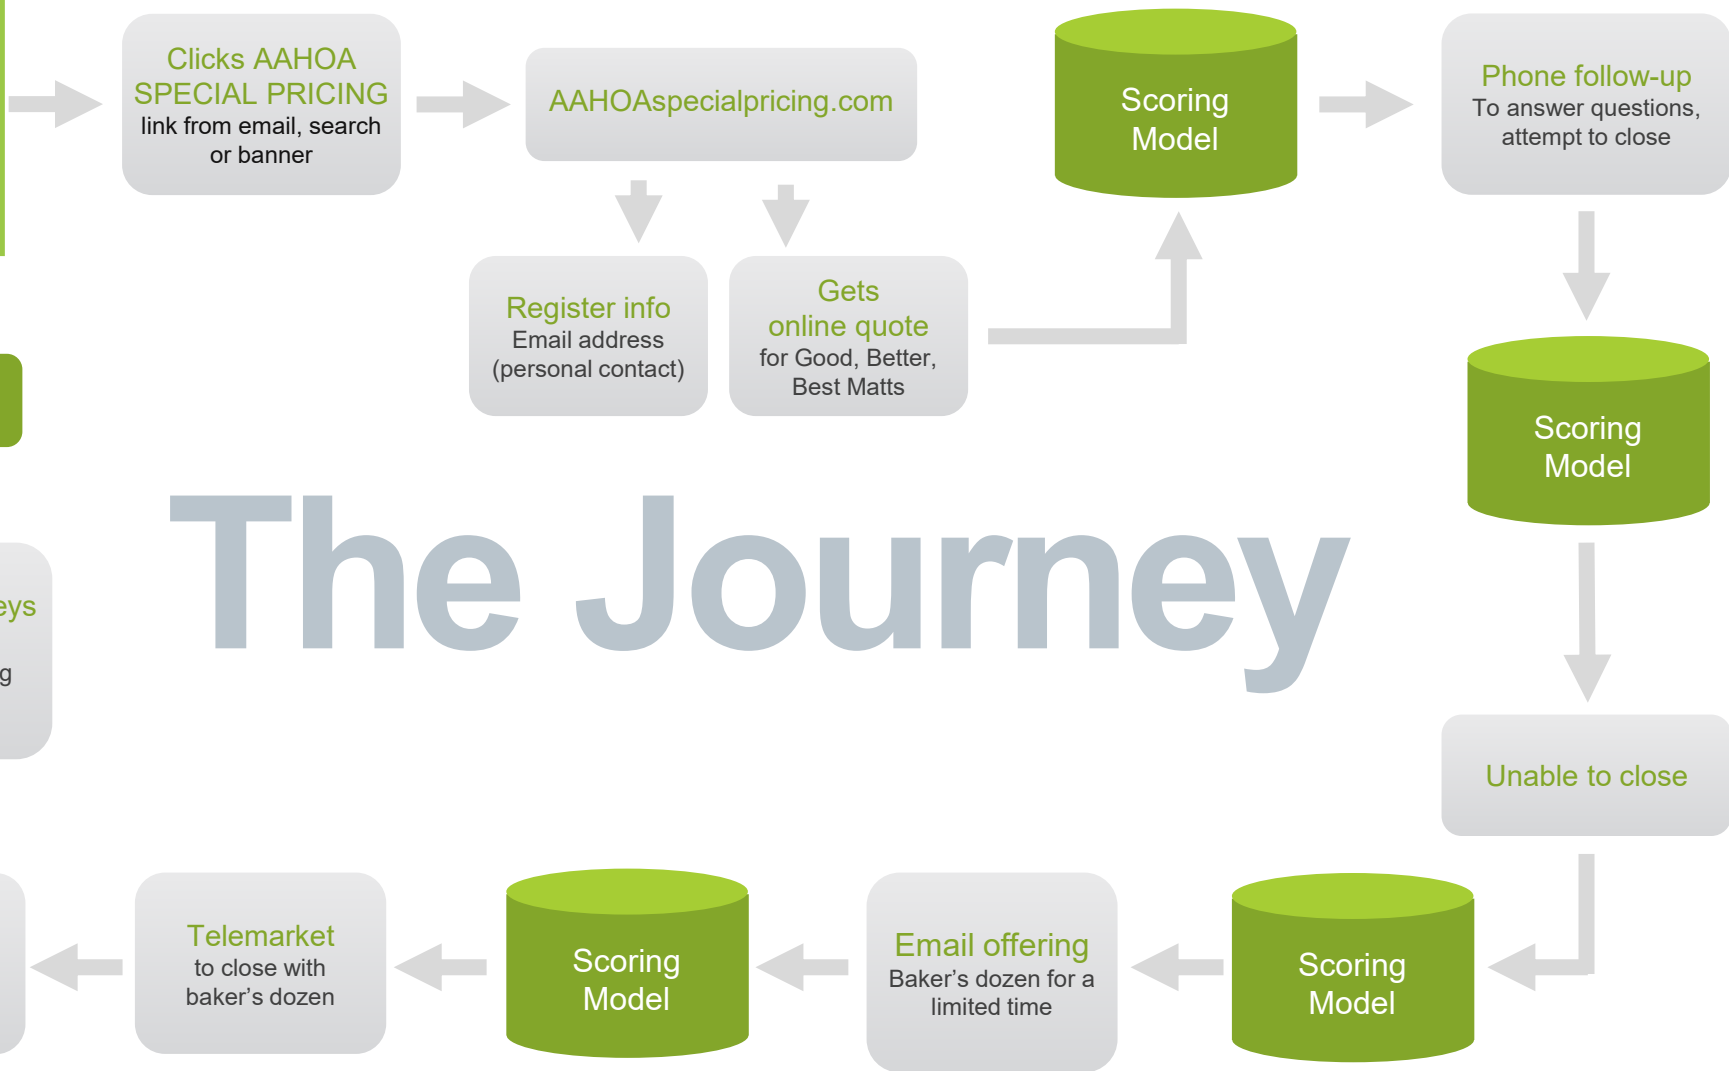 Clicks AAHOA
SPECIAL PRICING
link from email, search
or banner
AAHOAspecialpricing.com
Scoring
Model
Phone follow-up
To answer questions,
attempt to close
Register info
Email address
(personal contact)
Gets
online quote
for Good, Better,
Best Matts
Scoring
Model
The Journey
Unable to close
Scoring
Model
Email offering
Baker’s dozen for a
limited time
Scoring
Model
Telemarket
to close with
baker’s dozen